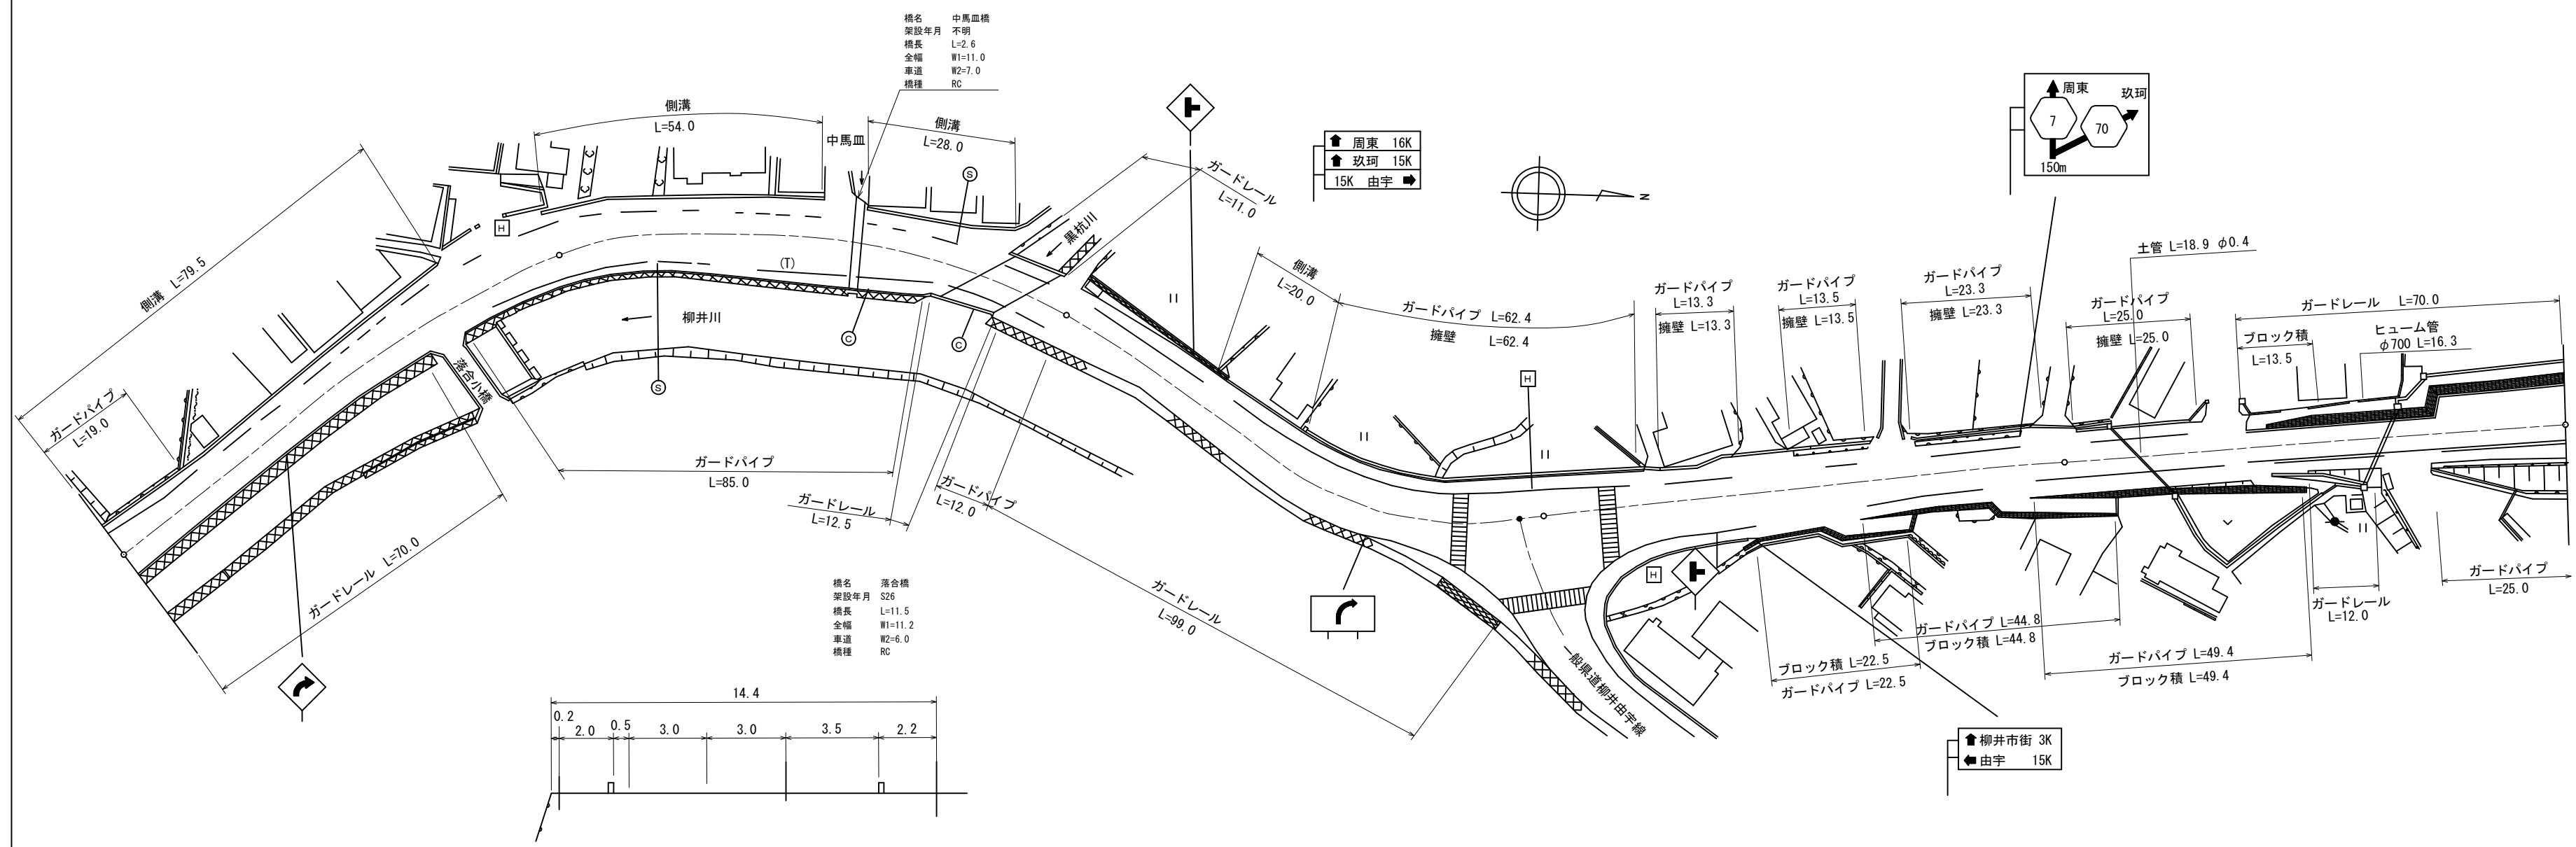 橋名 中馬皿橋
架設年月 不明
橋長 L=2.6
全幅 W1=11.0
車道 W2=7.0
橋種 RC
側溝
L=54.0
中馬皿
側溝
L=28.0
S
ガードレール
L=11.0
黒杭川
周東 16K
玖珂 15K
15K 由宇
N
周東
玖珂
7
70
150m
側溝 L=79.5
H
(T)
柳井川
C
C
S
落合小橋
ガードパイプ
L=19.0
ガードレール L=70.0
ガードパイプ
L=85.0
ガードレール
L=12.5
ガードパイプ
L=12.0
側溝
L=20.0
ガードパイプ L=62.4
擁壁 L=62.4
H
ガードパイプ
L=13.3
擁壁 L=13.3
ガードパイプ
L=13.5
擁壁 L=13.5
ガードパイプ
L=23.3
擁壁 L=23.3
土管 L=18.9 φ0.4
ガードパイプ
L=25.0
擁壁 L=25.0
ガードレール L=70.0
ブロック積
L=13.5
ヒューム管
φ700 L=16.3
橋名 落合橋
架設年月 S26
橋長 L=11.5
全幅 W1=11.2
車道 W2=6.0
橋種 RC
ガードレール
L=99.0
一般県道柳井由宇線
H
ブロック積 L=22.5
ガードパイプ L=22.5
ガードパイプ L=44.8
ブロック積 L=44.8
ガードパイプ L=49.4
ブロック積 L=49.4
ガードレール
L=12.0
ガードパイプ
L=25.0
柳井市街 3K
由宇 15K
14.4
0.2
2.0
0.5
3.0
3.0
3.5
2.2